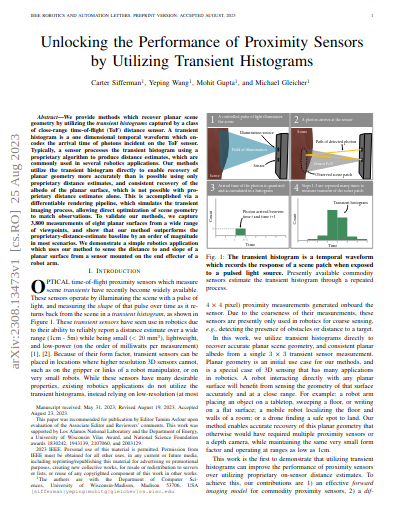 IEEE ROBOTICS AND AUTOMATION LETTERS. PREPRINT VERSION. ACCEPTED AUGUST, 2023
1
Unlocking the Performance of Proximity Sensors
by Utilizing Transient Histograms
Carter Sifferman1, Yeping Wang1, Mohit Gupta1, and Michael Gleicher1
arXiv:2308.13473v1 [cs.RO] 25 Aug 2023
Abstract—We provide methods which recover planar scene
geometry by utilizing the transient histograms captured by a class
of close-range time-of-flight (ToF) distance sensor. A transient
histogram is a one dimensional temporal waveform which en-
codes the arrival time of photons incident on the ToF sensor.
Typically, a sensor processes the transient histogram using a
proprietary algorithm to produce distance estimates, which are
commonly used in several robotics applications. Our methods
utilize the transient histogram directly to enable recovery of
planar geometry more accurately than is possible using only
proprietary distance estimates, and consistent recovery of the
albedo of the planar surface, which is not possible with pro-
prietary distance estimates alone. This is accomplished via a
differentiable rendering pipeline, which simulates the transient
imaging process, allowing direct optimization of scene geometry
to match observations. To validate our methods, we capture
3,800 measurements of eight planar surfaces from a wide range
of viewpoints, and show that our method outperforms the
proprietary-distance-estimate baseline by an order of magnitude
in most scenarios. We demonstrate a simple robotics application
which uses our method to sense the distance to and slope of a
planar surface from a sensor mounted on the end effector of a
robot arm.
I. INTRODUCTION
OPTICAL time-of-flight proximity sensors which measure
scene transients have recently become widely available.
These sensors operate by illuminating the scene with a pulse of
light, and measuring the shape of that pulse over time as it re-
turns back from the scene in a transient histogram, as shown in
Figure 1. These transient sensors have seen use in robotics due
to their ability to reliably report a distance estimate over a wide
range (1cm - 5m) while being small (< 20 mm3), lightweight,
and low-power (on the order of milliwatts per measurement)
[1], [2]. Because of their form factor, transient sensors can be
placed in locations where higher resolution 3D sensors cannot,
such as on the gripper or links of a robot manipulator, or on
very small robots. While these sensors have many desirable
properties, existing robotics applications do not utilize the
transient histograms, instead relying on low-resolution (at most
Manuscript received: May 31, 2023; Revised August 19, 2023; Accepted
August 23, 2023.
This paper was recommended for publication by Editor Tamim Asfour upon
evaluation of the Associate Editor and Reviewers' comments. This work was
supported by Los Alamos National Laboratory and the Department of Energy,
a University of Wisconsin Vilas Award, and National Science Foundation
awards 1830242, 1943149, 2107060, and 2003129.
©2023 IEEE. Personal use of this material is permitted. Permission from
IEEE must be obtained for all other uses, in any current or future media,
including reprinting/republishing this material for advertising or promotional
purposes, creating new collective works, for resale or redistribution to servers
or lists, or reuse of any copyrighted component of this work in other works.
1The authors are with the Department of Computer Sci-
ences, University of Wisconsin-Madison, Madison 53706, USA
[sifferman|yeping|mohitg|gleicher]@cs.wisc.edu
1
A controlled pulse of light illuminates
the scene
Scene
Illumination source
Field of illumination
Sensor
2
A photon arrives at the sensor
Scene
Path of detected photon
Observed scene patch
3
Arrival time of the photon is quantized
and accumulated in a histogram
Count
Photon arrived between
time t and time t+1
Time
4
Steps 1-3 are repeated many times to
measure transients of the scene patch
Count
Transient histogram
Time
Fig. 1: The transient histogram is a temporal waveform
which records the response of a scene patch when exposed
to a pulsed light source. Presently available commodity
sensors estimate the transient histogram through a repeated
process.
4 × 4 pixel) proximity measurements generated onboard the
sensor. Due to the coarseness of their measurements, these
sensors are presently only used in robotics for coarse sensing,
e.g., detecting the presence of obstacles or distance to a target.
In this work, we utilize transient histograms directly to
recover accurate planar scene geometry, and consistent planar
albedo from a single 3 × 3 transient sensor measurement.
Planar geometry is an initial use case for our methods, and
is a special case of 3D sensing that has many applications
in robotics. A robot interacting directly with any planar
surface will benefit from sensing the geometry of that surface
accurately and at a close range. For example: a robot arm
placing an object on a tabletop, sweeping a floor, or writing
on a flat surface; a mobile robot localizing the floor and
walls of a room; or a drone finding a safe spot to land. Our
method enables accurate recovery of this planar geometry that
otherwise would have required multiple proximity sensors or
a depth camera, while maintaining the same very small form
factor and operating at ranges as low as 1cm.
This work is the first to demonstrate that utilizing transient
histograms can improve the performance of proximity sensors
over utilizing proprietary on-sensor distance estimates. To
achieve this, our contributions are 1) an effective forward
imaging model for commodity proximity sensors, 2) a dif-